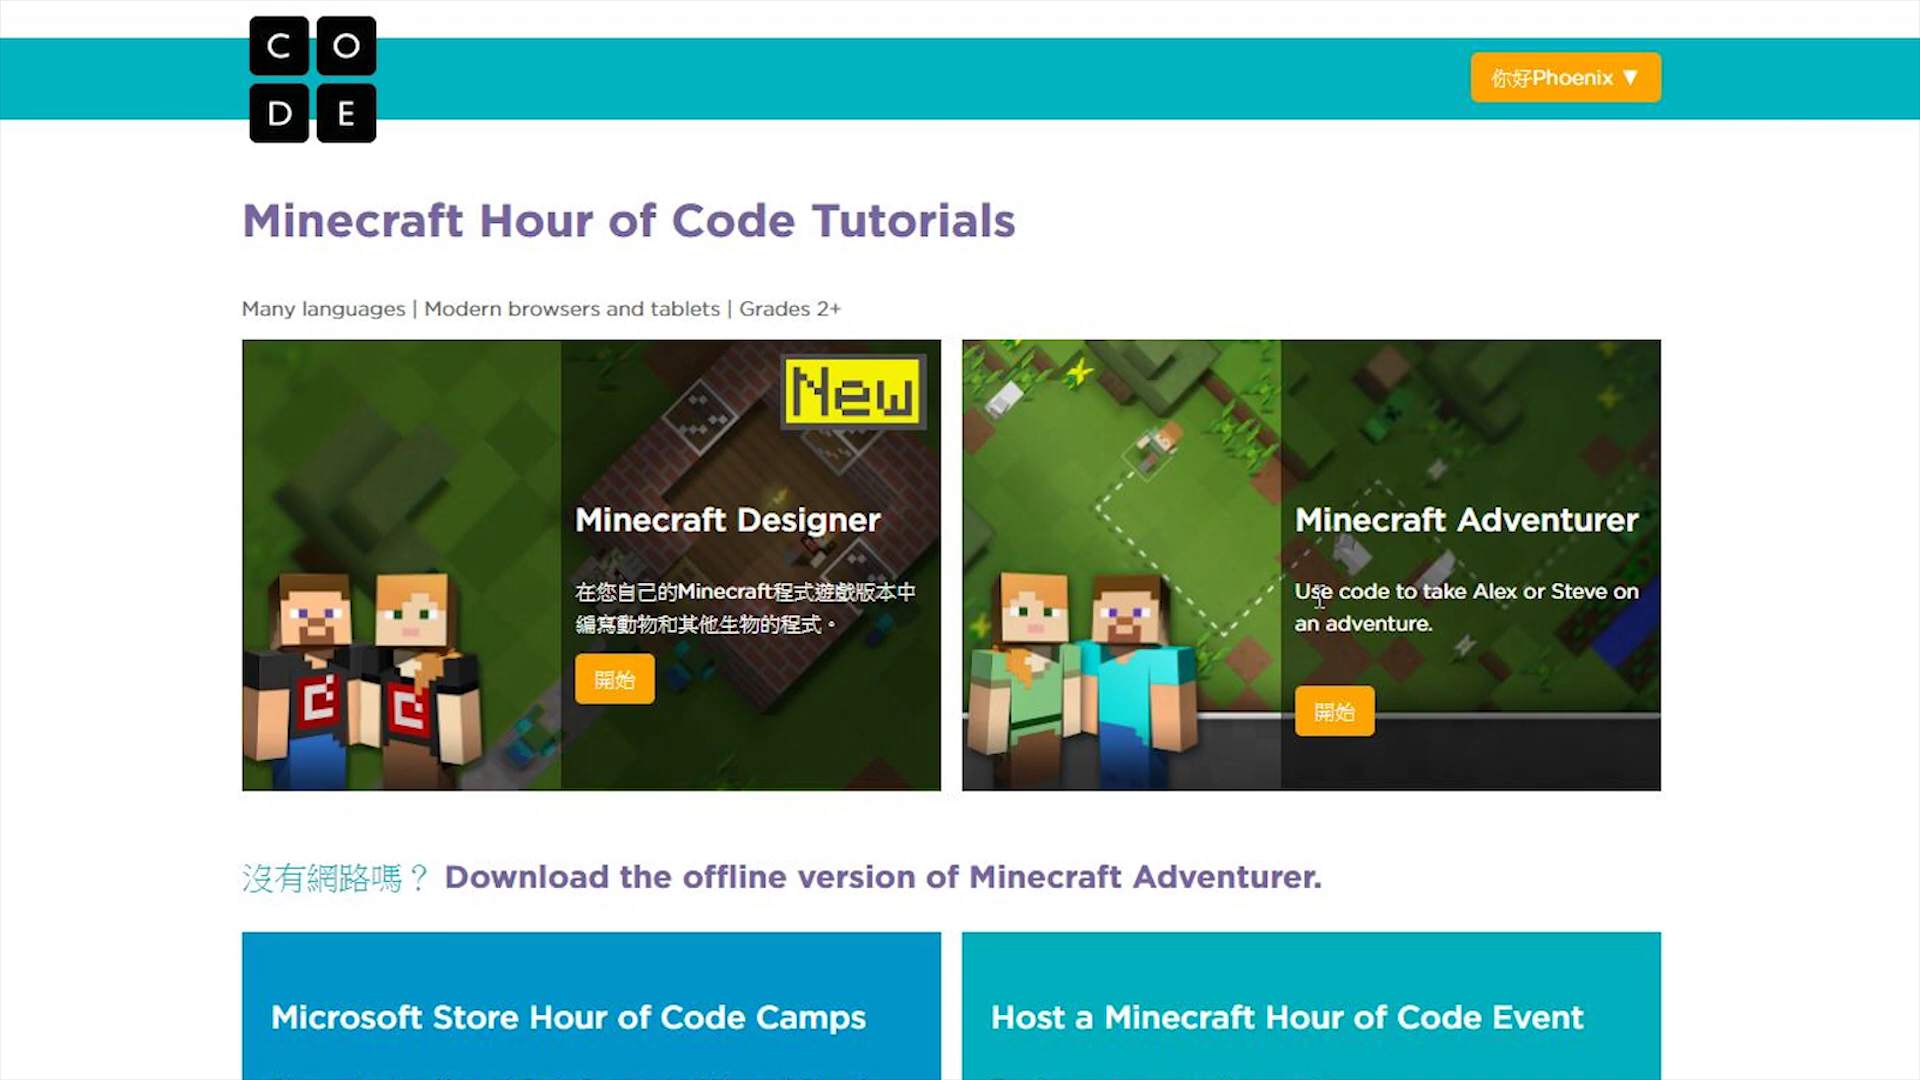 C O
D E
你好Phoenix ▼
Minecraft Hour of Code Tutorials
Many languages | Modern browsers and tablets | Grades 2+
New
Minecraft Designer
在您自己的Minecraft程式遊戲版本中
編寫動物和其他生物的程式。
開始
Minecraft Adventurer
Use code to take Alex or Steve on
an adventure.
開始
沒有網路嗎？ Download the offline version of Minecraft Adventurer.
Microsoft Store Hour of Code Camps
Host a Minecraft Hour of Code Event